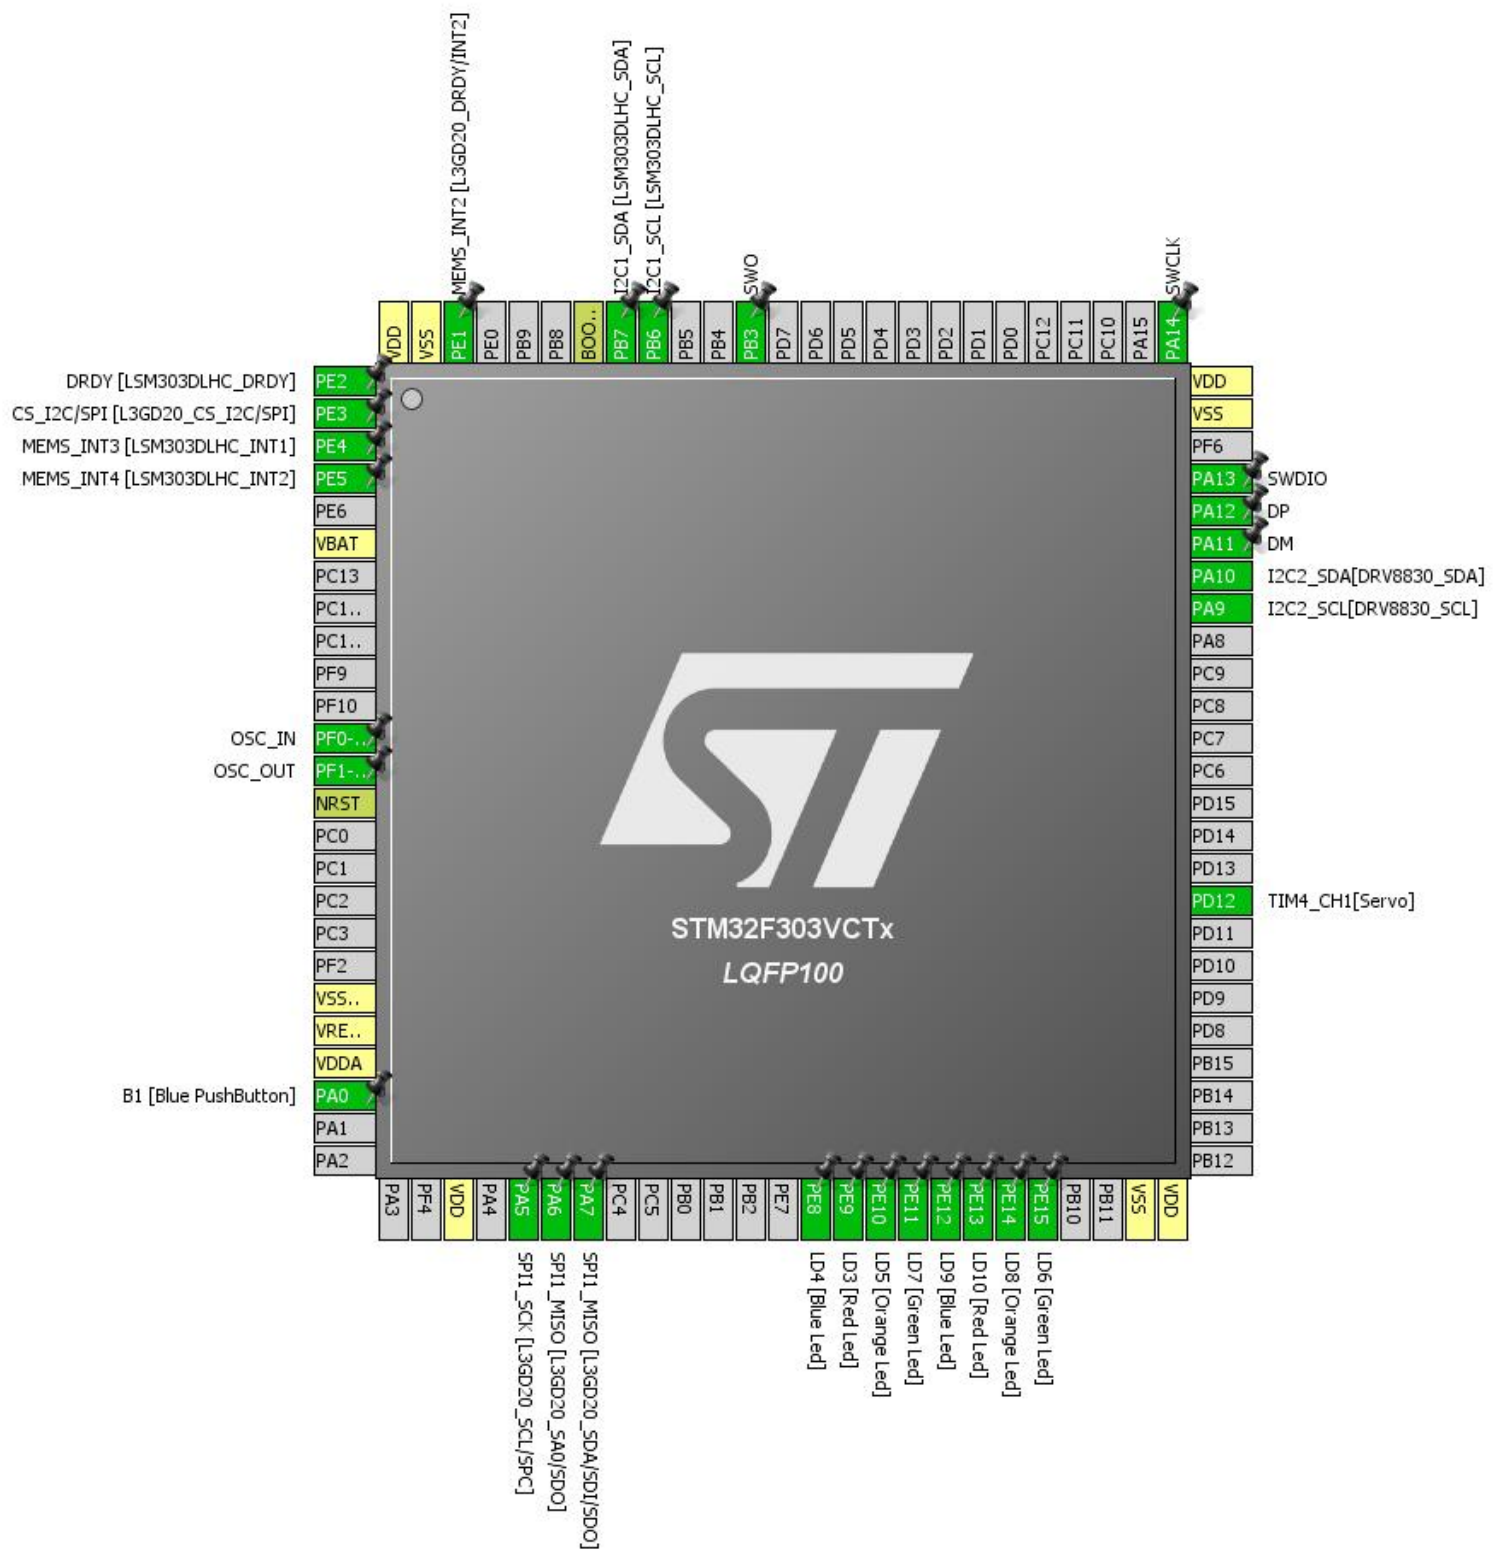 MEMS_INT2 [L3GD20_DRDY/INT2]
I2C1_SDA [LSM303DLHC_SDA]
I2C1_SCL [LSM303DLHC_SCL]
SWO
SWCLK
VDD
VSS
PE1
PE0
PB9
PB8
BOO..
PB7
PB6
PB5
PB4
PB3
PD7
PD6
PD5
PD4
PD3
PD2
PD1
PD0
PC12
PC11
PC10
PA15
PA14
DRDY [LSM303DLHC_DRDY] PE2
CS_I2C/SPI [L3GD20_CS_I2C/SPI] PE3
MEMS_INT3 [LSM303DLHC_INT1] PE4
MEMS_INT4 [LSM303DLHC_INT2] PE5
PE6
VBAT
PC13
PC1..
PC1..
PF9
PF10
OSC_IN PF0-..
OSC_OUT PF1-..
NRST
PC0
PC1
PC2
PC3
PF2
VSS..
VRE..
VDDA
B1 [Blue PushButton] PA0
PA1
PA2
ST
STM32F303VCTx
LQFP100
VDD
VSS
PF6
PA13 SWDIO
PA12 DP
PA11 DM
PA10 I2C2_SDA[DRV8830_SDA]
PA9 I2C2_SCL[DRV8830_SCL]
PA8
PC9
PC8
PC7
PC6
PD15
PD14
PD13
PD12 TIM4_CH1[Servo]
PD11
PD10
PD9
PD8
PB15
PB14
PB13
PB12
PA3
PF4
VDD
PA4
PA5
PA6
PA7
PC4
PC5
PB0
PB1
PB2
PE7
PE8
PE9
PE10
PE11
PE12
PE13
PE14
PE15
PB10
PB11
VSS
VDD
SPI1_SCK [L3GD20_SCL/SPC]
SPI1_MISO [L3GD20_SA0/SDO]
SPI1_MISO [L3GD20_SDA/SDI/SDO]
LD4 [Blue Led]
LD3 [Red Led]
LD5 [Orange Led]
LD7 [Green Led]
LD9 [Blue Led]
LD10 [Red Led]
LD8 [Orange Led]
LD6 [Green Led]